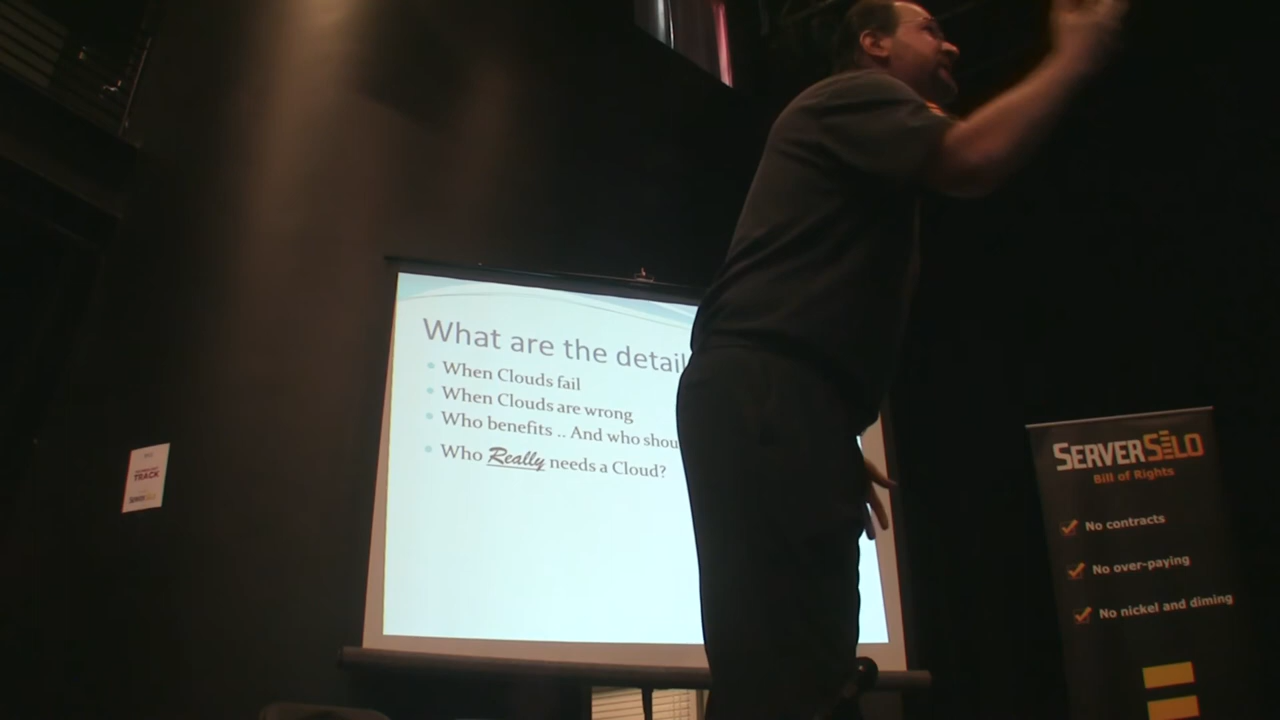 What are the detail
When Clouds fail
When Clouds are wrong
Who benefits .. And who shou
Who Really needs a Cloud?
TRACK
SERVERSILO
Bill of Rights
No contracts
No over-paying
No nickel and diming